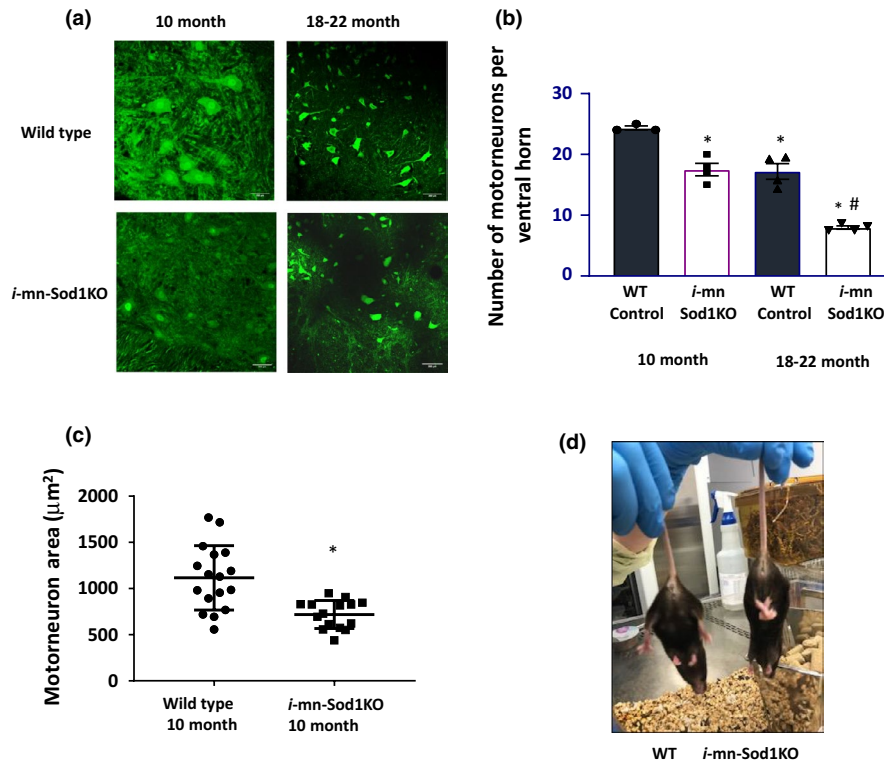 (a)
10 month 18-22 month
Wild type
i-mn-Sod1KO
(b)
Number of motorneurons per
ventral horn
30
20
10
0
*
*
* #
WT
Control
i-mn
Sod1KO
WT
Control
i-mn
Sod1KO
10 month 18-22 month
(c)
Motorneuron area (μm²)
2000
1500
1000
500
0
*
Wild type
10 month
i-mn-Sod1KO
10 month
(d)
WT i-mn-Sod1KO